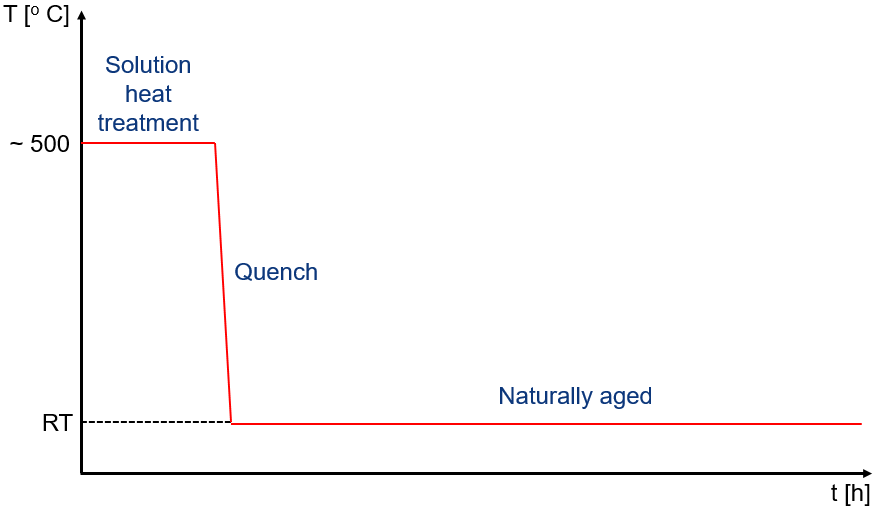 T [º C]
Solution
heat
treatment
~ 500
Quench
Naturally aged
RT
t [h]